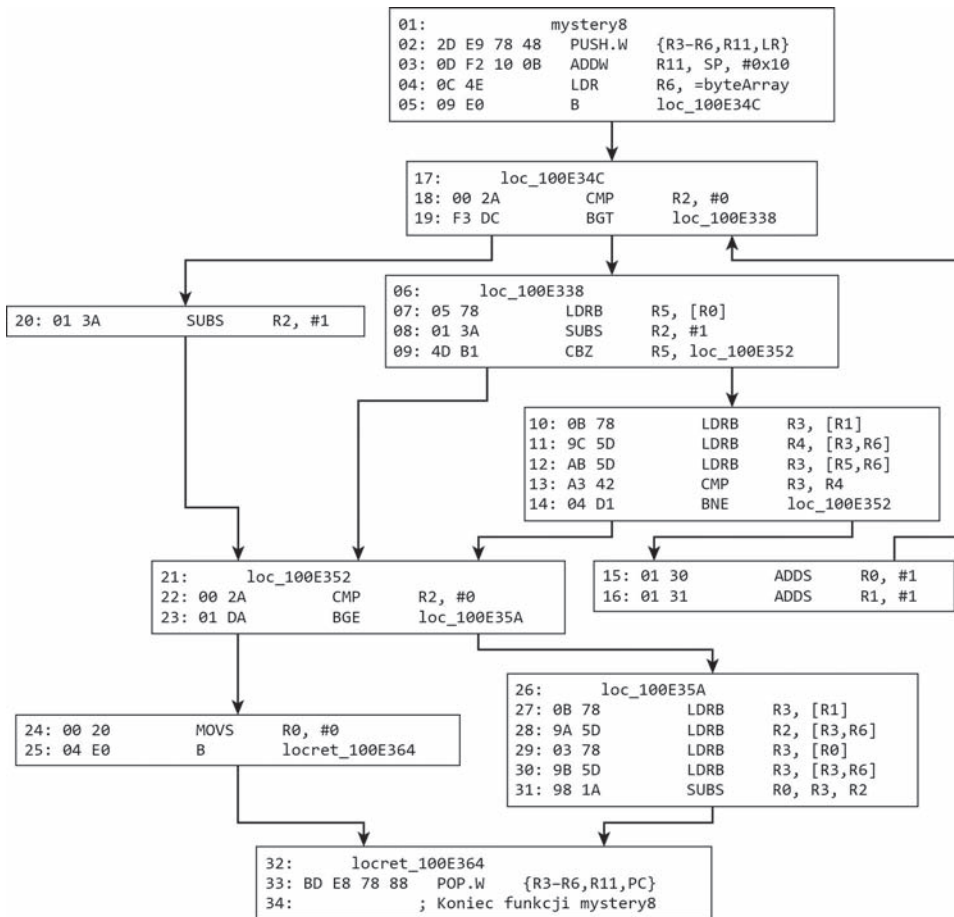 01: mystery8
02: 2D E9 78 48 PUSH.W {R3-R6,R11,LR}
03: 0D F2 10 0B ADDW R11, SP, #0x10
04: 0C 4E LDR R6, =byteArray
05: 09 E0 B loc_100E34C
17: loc_100E34C
18: 00 2A CMP R2, #0
19: F3 DC BGT loc_100E338
20: 01 3A SUBS R2, #1
06: loc_100E338
07: 05 78 LDRB R5, [R0]
08: 01 3A SUBS R2, #1
09: 4D B1 CBZ R5, loc_100E352
10: 0B 78 LDRB R3, [R1]
11: 9C 5D LDRB R4, [R3,R6]
12: AB 5D LDRB R3, [R5,R6]
13: A3 42 CMP R3, R4
14: 04 D1 BNE loc_100E352
15: 01 30 ADDS R0, #1
16: 01 31 ADDS R1, #1
21: loc_100E352
22: 00 2A CMP R2, #0
23: 01 DA BGE loc_100E35A
24: 00 20 MOVS R0, #0
25: 04 E0 B locret_100E364
26: loc_100E35A
27: 0B 78 LDRB R3, [R1]
28: 9A 5D LDRB R2, [R3,R6]
29: 03 78 LDRB R3, [R0]
30: 9B 5D LDRB R3, [R3,R6]
31: 98 1A SUBS R0, R3, R2
32: locret_100E364
33: BD E8 78 88 POP.W {R3-R6,R11,PC}
34: ; Koniec funkcji mystery8